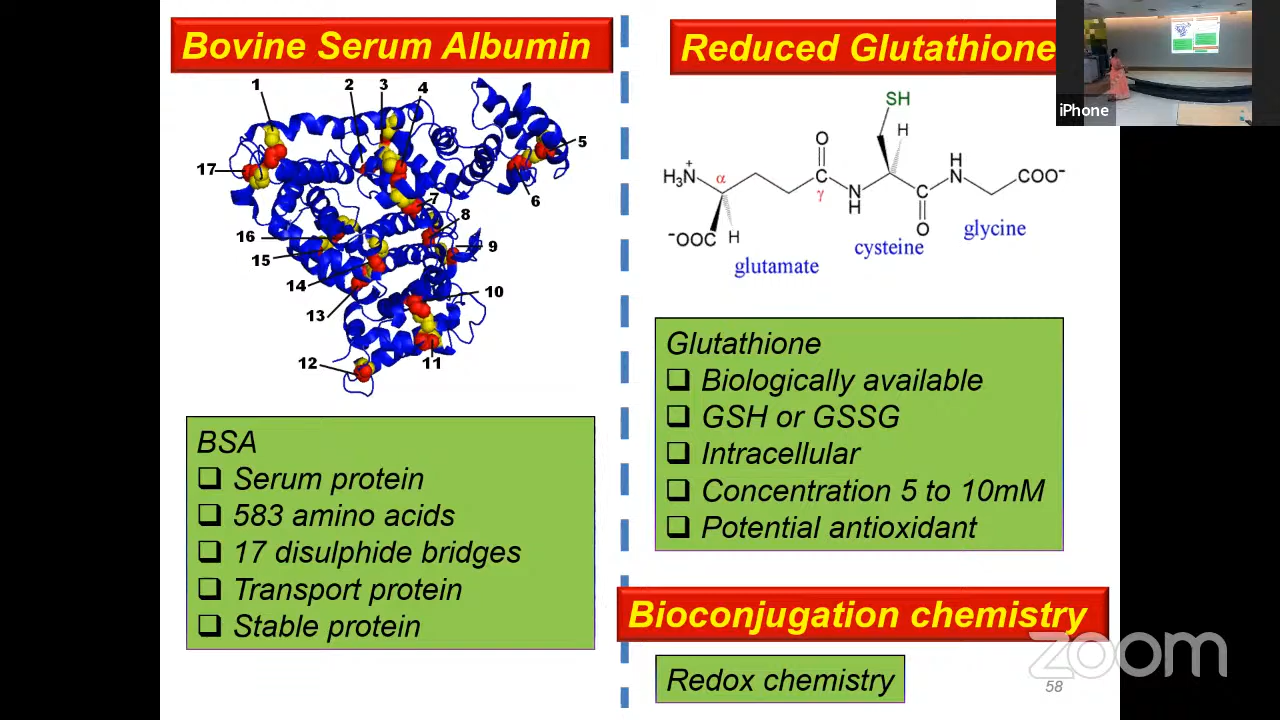 Bovine Serum Albumin
1
2
3
4
5
6
7
8
9
10
11
12
13
14
15
16
17
BSA
❑ Serum protein
❑ 583 amino acids
❑ 17 disulphide bridges
❑ Transport protein
❑ Stable protein
Reduced Glutathione
iPhone
SH
H
O
H
H₃N⁺
α
γ
N
H
N
COO⁻
O
⁻OOC
H
glutamate
cysteine
glycine
Glutathione
❑ Biologically available
❑ GSH or GSSG
❑ Intracellular
❑ Concentration 5 to 10mM
❑ Potential antioxidant
Bioconjugation chemistry
Redox chemistry
zoom
58